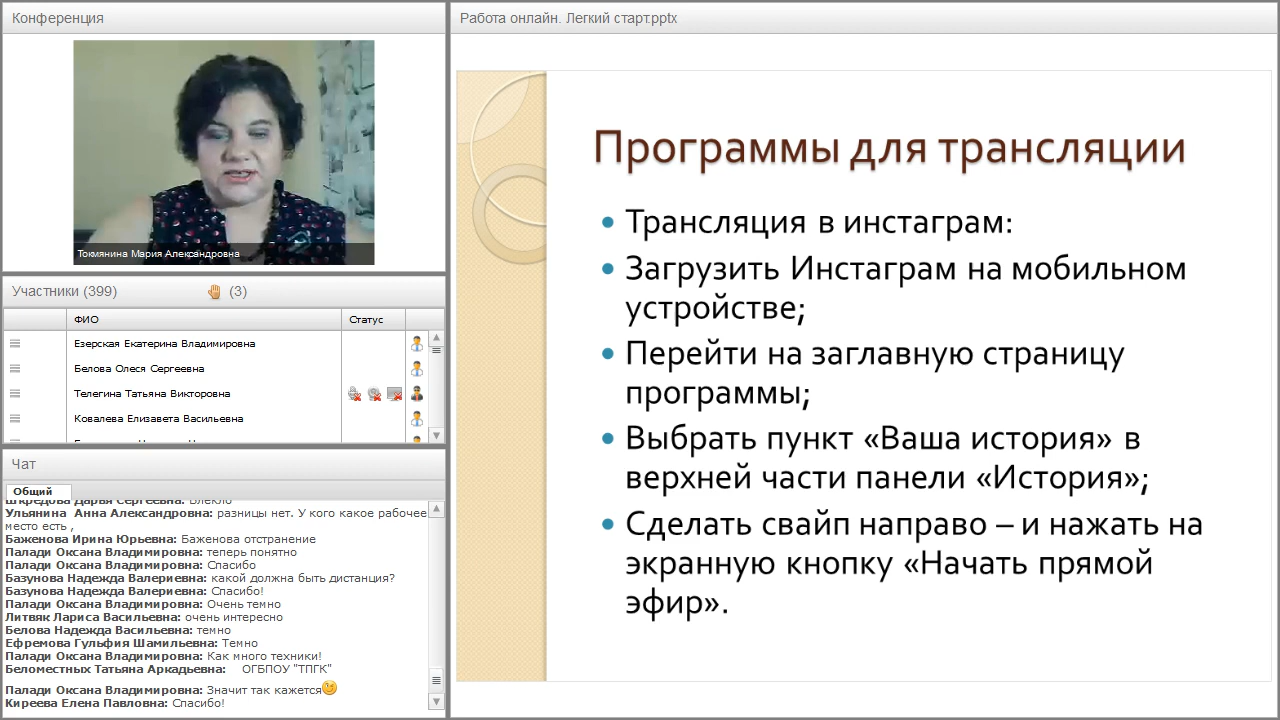 Конференция
Токмянина Мария Александровна
Участники (399) (3)
ФИО Статус
Езерская Екатерина Владимировна
Белова Олеся Сергеевна
Телегина Татьяна Викторовна
Ковалева Елизавета Васильевна
Чат
Общий
Шкредова Дарья Сергеевна: Блекло
Ульянина Анна Александровна: разницы нет. У кого какое рабочее
место есть ,
Баженова Ирина Юрьевна: Баженова отстранение
Палади Оксана Владимировна: теперь понятно
Палади Оксана Владимировна: Спасибо
Базунова Надежда Валериевна: какой должна быть дистанция?
Базунова Надежда Валериевна: Спасибо!
Палади Оксана Владимировна: Очень темно
Литвяк Лариса Васильевна: очень интересно
Белова Надежда Васильевна: темно
Ефремова Гульфия Шамильевна: Темно
Палади Оксана Владимировна: Как много техники!
Беломестных Татьяна Аркадьевна: ОГБПОУ "ТПГК"
Палади Оксана Владимировна: Значит так кажется
Киреева Елена Павловна: Спасибо!
Работа онлайн. Легкий старт.pptx
Программы для трансляции
Трансляция в инстаграм:
Загрузить Инстаграм на мобильном
устройстве;
Перейти на заглавную страницу
программы;
Выбрать пункт «Ваша история» в
верхней части панели «История»;
Сделать свайп направо – и нажать на
экранную кнопку «Начать прямой
эфир».